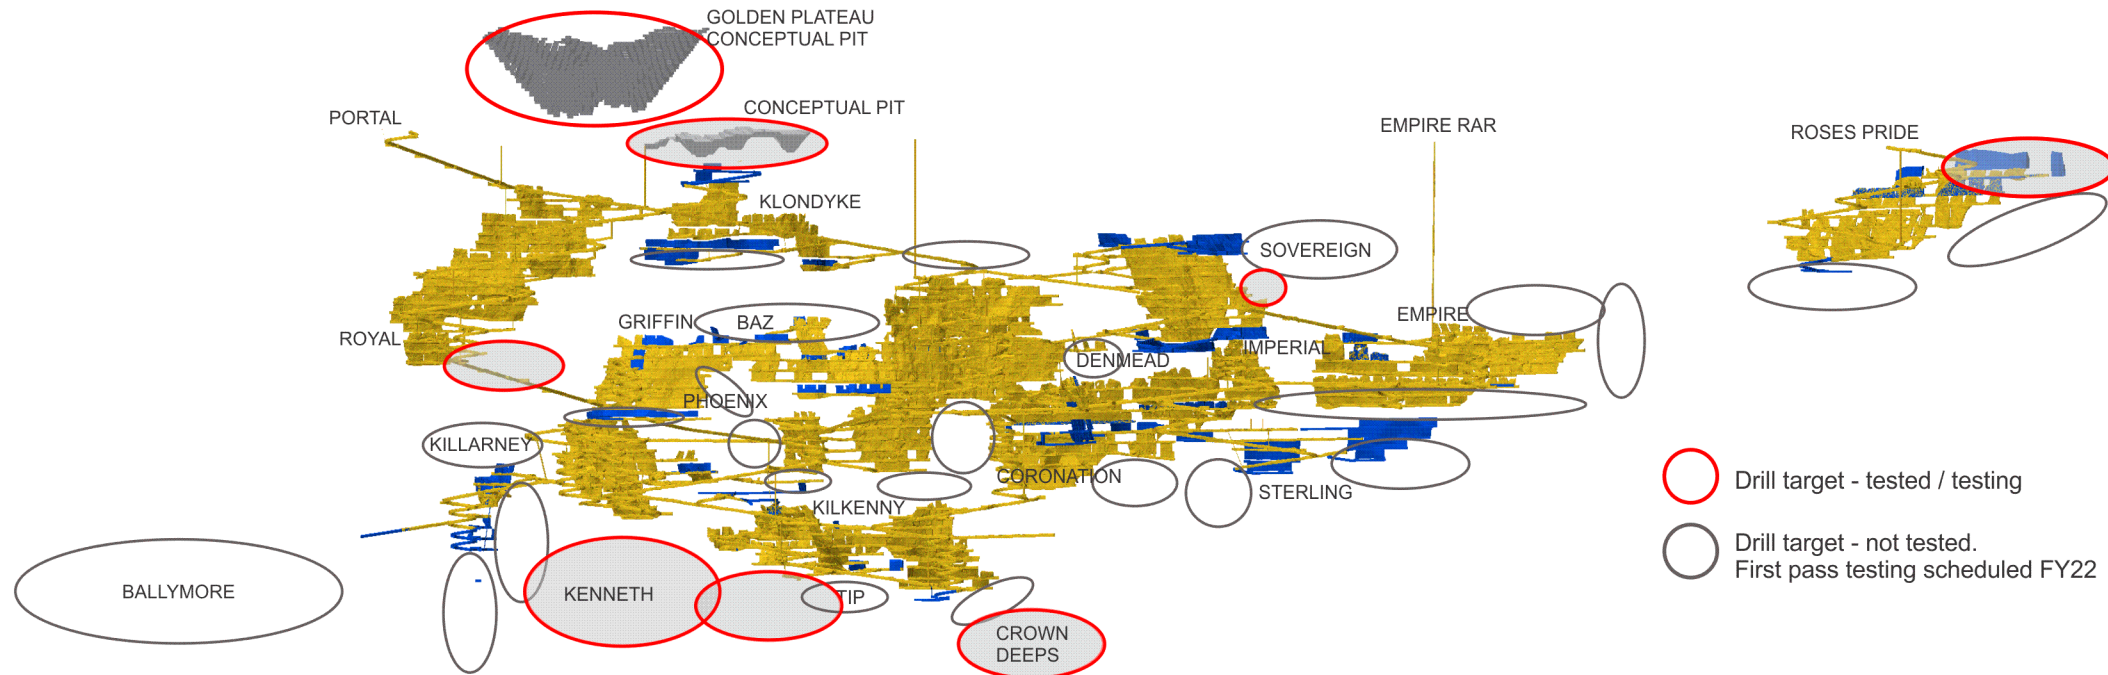 GOLDEN PLATEAU
CONCEPTUAL PIT
CONCEPTUAL PIT
PORTAL
EMPIRE RAR
ROSES PRIDE
KLONDYKE
SOVEREIGN
GRIFFIN
BAZ
EMPIRE
ROYAL
IMPERIAL
DENMEAD
PHOENIX
KILLARNEY
CORONATION
STERLING
KILKENNY
Drill target - tested / testing
Drill target - not tested.
First pass testing scheduled FY22
BALLYMORE
KENNETH
TIP
CROWN
DEEPS